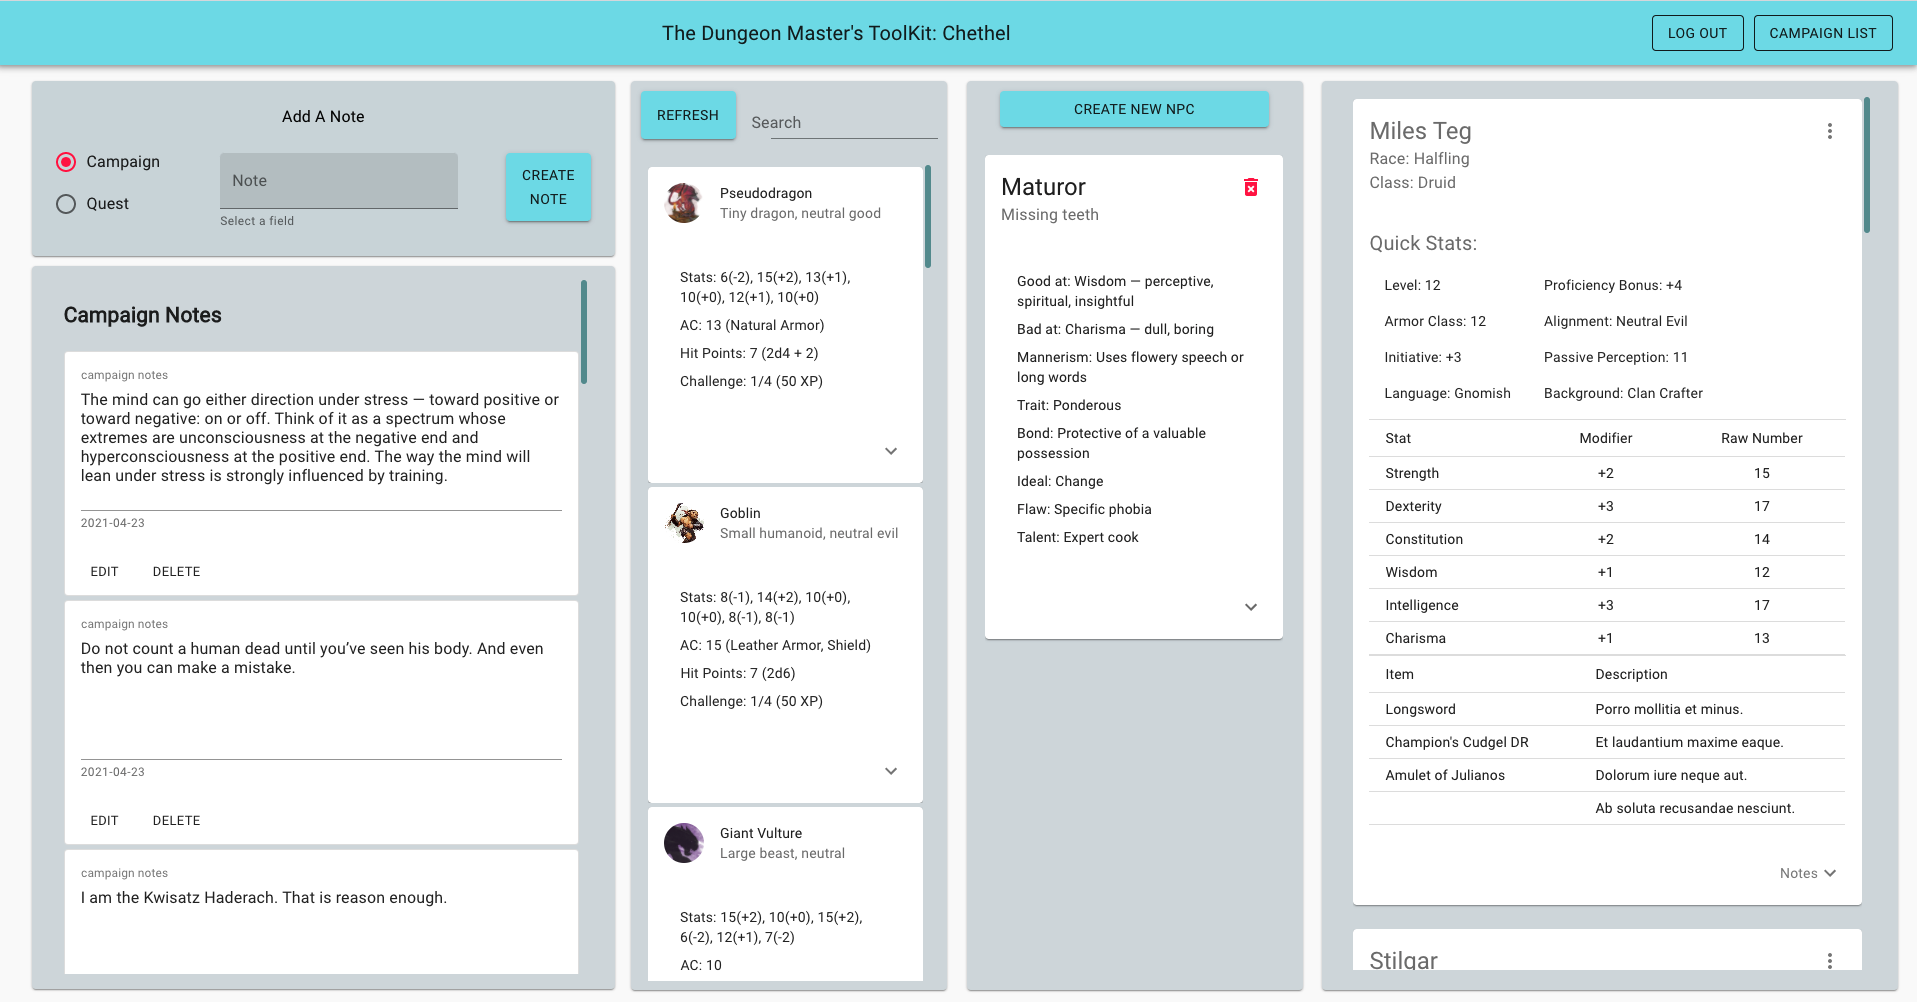 The Dungeon Master's ToolKit: Chethel
LOG OUT
CAMPAIGN LIST
Add A Note
Campaign
Quest
Note
Select a field
CREATE
NOTE
Campaign Notes
campaign notes
The mind can go either direction under stress — toward positive or
toward negative: on or off. Think of it as a spectrum whose
extremes are unconsciousness at the negative end and
hyperconsciousness at the positive end. The way the mind will
lean under stress is strongly influenced by training.
2021-04-23
EDIT
DELETE
campaign notes
Do not count a human dead until you’ve seen his body. And even
then you can make a mistake.
2021-04-23
EDIT
DELETE
campaign notes
I am the Kwisatz Haderach. That is reason enough.
REFRESH
Search
Pseudodragon
Tiny dragon, neutral good
Stats: 6(-2), 15(+2), 13(+1),
10(+0), 12(+1), 10(+0)
AC: 13 (Natural Armor)
Hit Points: 7 (2d4 + 2)
Challenge: 1/4 (50 XP)
Goblin
Small humanoid, neutral evil
Stats: 8(-1), 14(+2), 10(+0),
10(+0), 8(-1), 8(-1)
AC: 15 (Leather Armor, Shield)
Hit Points: 7 (2d6)
Challenge: 1/4 (50 XP)
Giant Vulture
Large beast, neutral
Stats: 15(+2), 10(+0), 15(+2),
6(-2), 12(+1), 7(-2)
AC: 10
CREATE NEW NPC
Maturor
Missing teeth
Good at: Wisdom — perceptive,
spiritual, insightful
Bad at: Charisma — dull, boring
Mannerism: Uses flowery speech or
long words
Trait: Ponderous
Bond: Protective of a valuable
possession
Ideal: Change
Flaw: Specific phobia
Talent: Expert cook
Miles Teg
Race: Halfling
Class: Druid
Quick Stats:
Level: 12 Proficiency Bonus: +4
Armor Class: 12 Alignment: Neutral Evil
Initiative: +3 Passive Perception: 11
Language: Gnomish Background: Clan Crafter
Stat Modifier Raw Number
Strength +2 15
Dexterity +3 17
Constitution +2 14
Wisdom +1 12
Intelligence +3 17
Charisma +1 13
Item Description
Longsword Porro mollitia et minus.
Champion's Cudgel DR Et laudantium maxime eaque.
Amulet of Julianos Dolorum iure neque aut.
Ab soluta recusandae nesciunt.
Notes
Stilgar